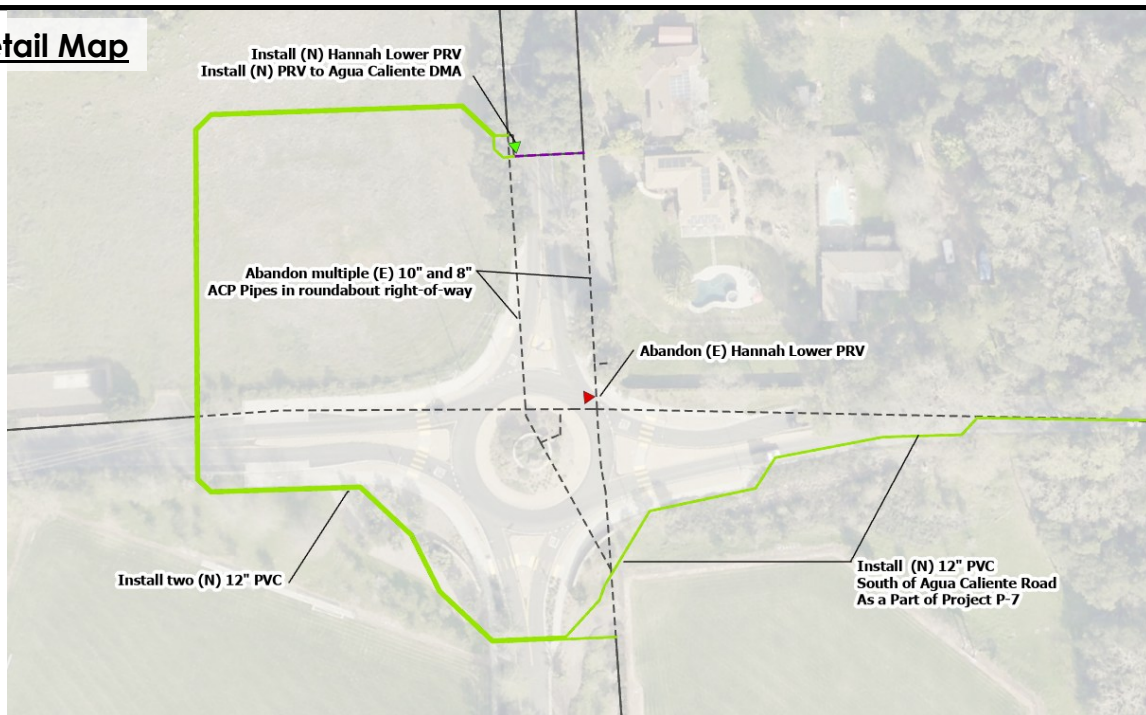 etail Map
Install (N) Hannah Lower PRV
Install (N) PRV to Agua Caliente DMA
Abandon multiple (E) 10" and 8"
ACP Pipes in roundabout right-of-way
Abandon (E) Hannah Lower PRV
Install two (N) 12" PVC
Install (N) 12" PVC
South of Agua Caliente Road
As a Part of Project P-7